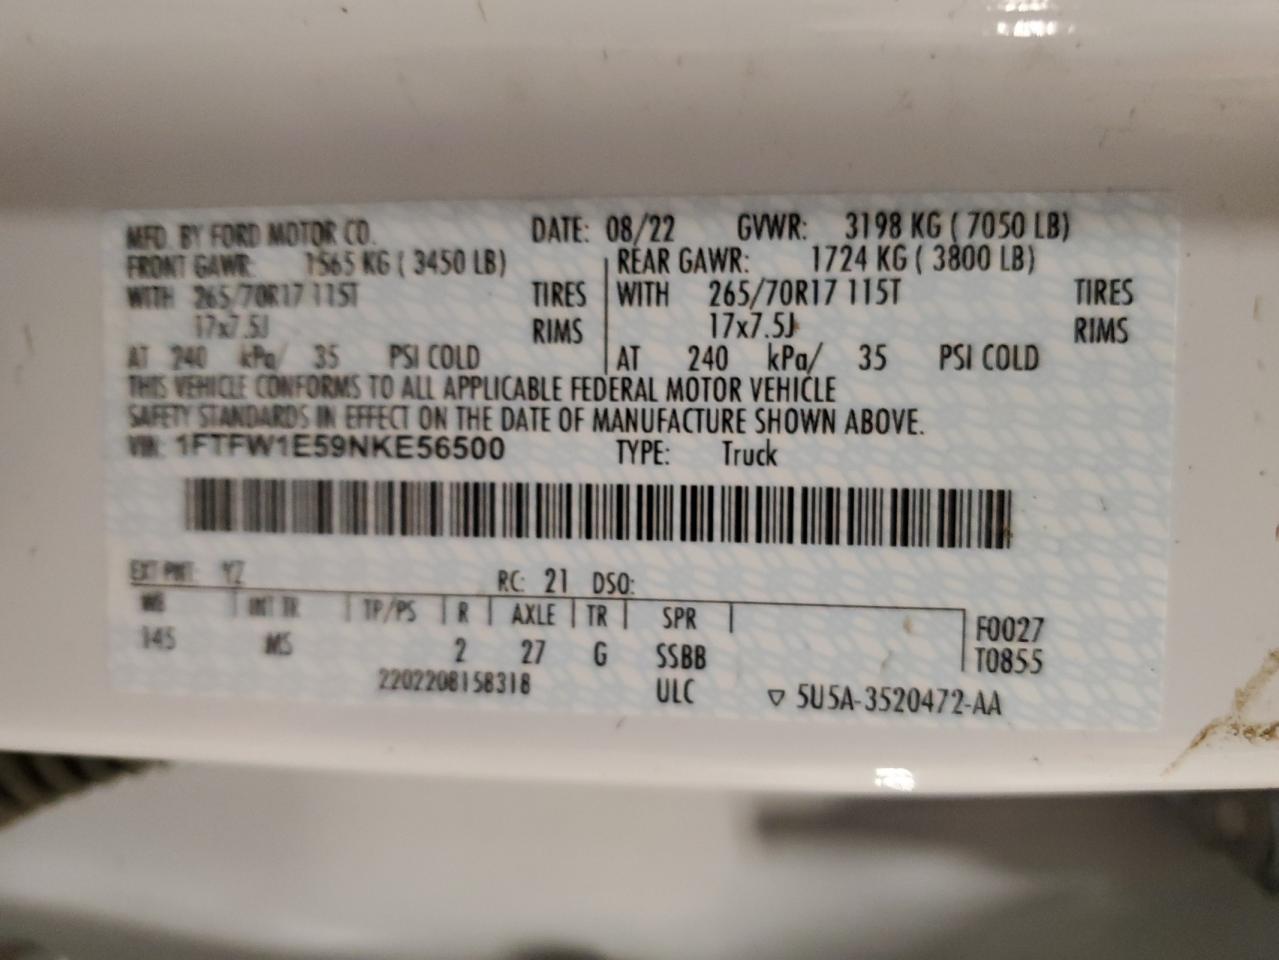 MFD. BY FORD MOTOR CO. DATE: 08/22 GVWR: 3198 KG ( 7050 LB)
FRONT GAWR: 1565 KG ( 3450 LB) REAR GAWR: 1724 KG ( 3800 LB)
WITH 265/70R17 115T TIRES WITH 265/70R17 115T TIRES
17x7.5J RIMS 17x7.5J RIMS
AT 240 kPa/ 35 PSI COLD AT 240 kPa/ 35 PSI COLD
THIS VEHICLE CONFORMS TO ALL APPLICABLE FEDERAL MOTOR VEHICLE
SAFETY STANDARDS IN EFFECT ON THE DATE OF MANUFACTURE SHOWN ABOVE.
VIN: 1FTFW1E59NKE56500 TYPE: Truck
EXT PNT: YZ RC: 21 DSO:
WB INT TR TP/PS R AXLE TR SPR F0027
145 MS 2 27 G SSBB T0855
2202208158318 ULC ▽ 5U5A-3520472-AA